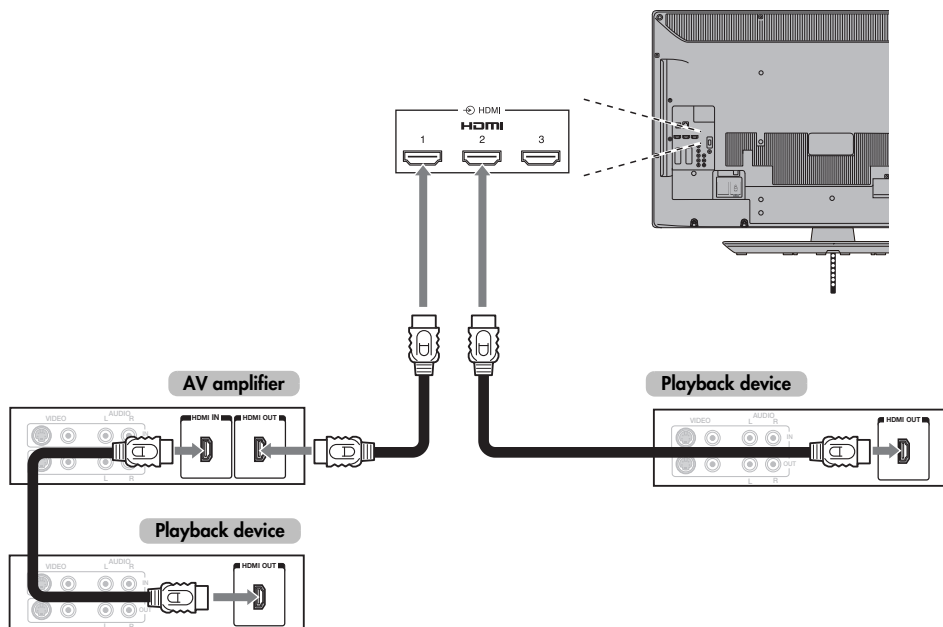 HDMI
HDMI
1 2 3
AV amplifier
VIDEO
AUDIO
L R
HDMI IN
HDMI OUT
IN
L R
Playback device
VIDEO
AUDIO
L R
HDMI OUT
IN
OUT
L R
Playback device
VIDEO
AUDIO
L R
HDMI OUT
IN
OUT
L R